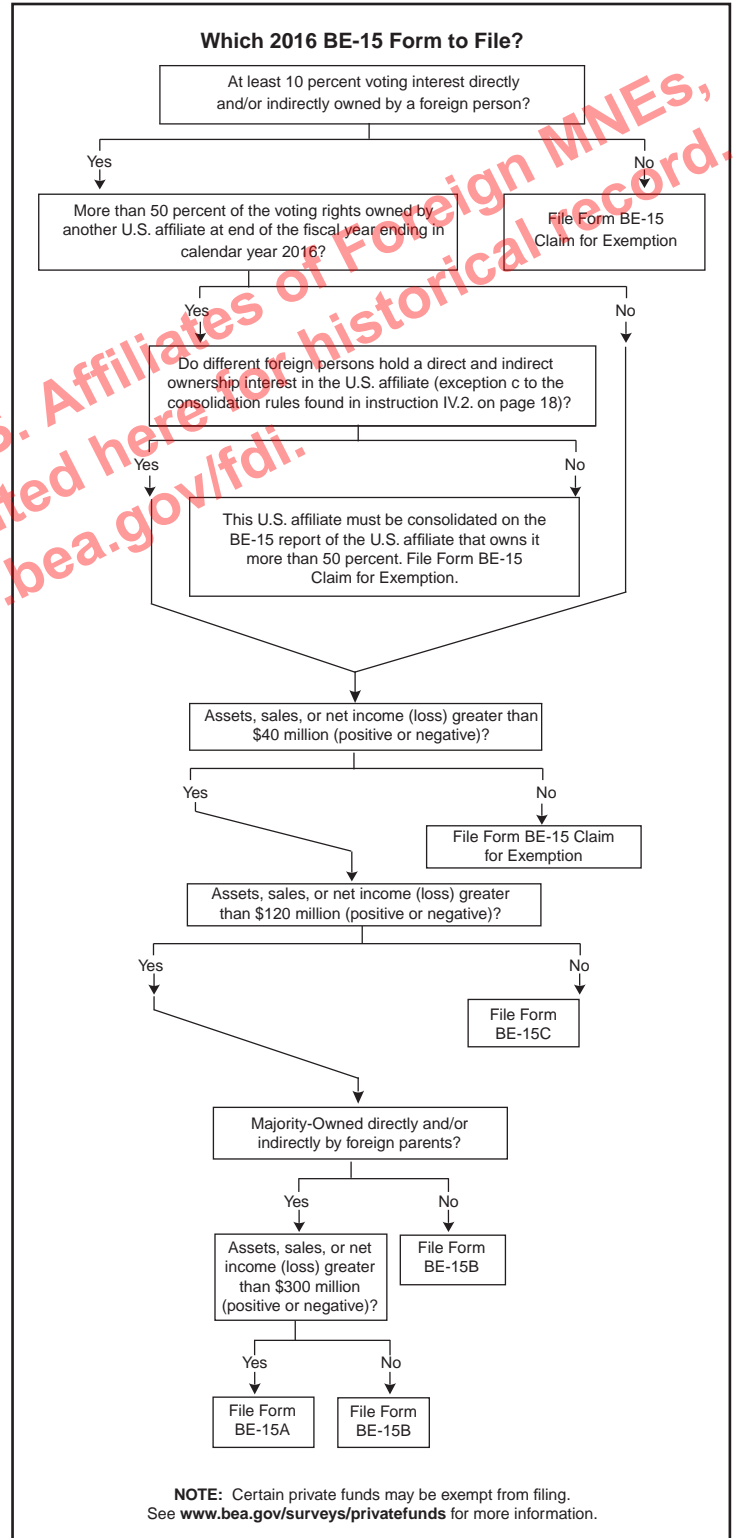 Which 2016 BE-15 Form to File?
At least 10 percent voting interest directly
and/or indirectly owned by a foreign person?
Yes
No
More than 50 percent of the voting rights owned by
another U.S. affiliate at end of the fiscal year ending in
calendar year 2016?
File Form BE-15
Claim for Exemption
Yes
No
Do different foreign persons hold a direct and indirect
ownership interest in the U.S. affiliate (exception c to the
consolidation rules found in instruction IV.2. on page 18)?
Yes
No
This U.S. affiliate must be consolidated on the
BE-15 report of the U.S. affiliate that owns it
more than 50 percent. File Form BE-15
Claim for Exemption.
Assets, sales, or net income (loss) greater than
$40 million (positive or negative)?
Yes
No
File Form BE-15 Claim
for Exemption
Assets, sales, or net income (loss) greater
than $120 million (positive or negative)?
Yes
No
File Form
BE-15C
Majority-Owned directly and/or
indirectly by foreign parents?
Yes
No
Assets, sales, or net
income (loss) greater
than $300 million
(positive or negative)?
File Form
BE-15B
Yes
No
File Form
BE-15A
File Form
BE-15B
NOTE: Certain private funds may be exempt from filing.
See www.bea.gov/surveys/privatefunds for more information.
Affiliates of Foreign MNEs,
here for historical record.
.bea.gov/fdi.